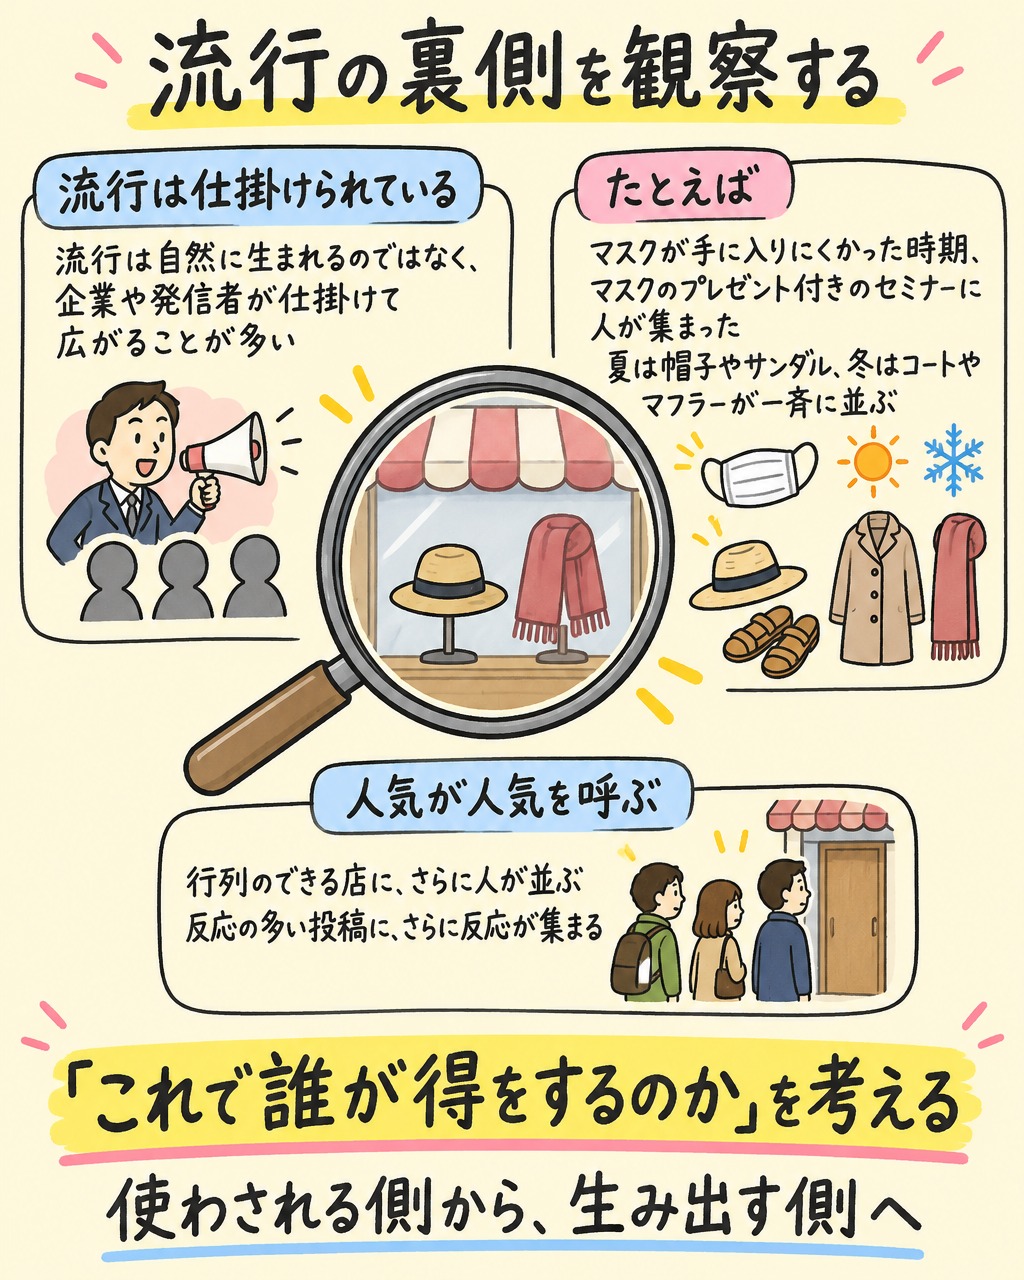 流行の裏側を観察する
流行は仕掛けられている
流行は自然に生まれるのではなく、
企業や発信者が仕掛けて
広がることが多い
たとえば
マスクが手に入りにくかった時期、
マスクのプレゼント付きのセミナーに
人が集まった
夏は帽子やサンダル、冬はコートや
マフラーが一斉に並ぶ
人気が人気を呼ぶ
行列のできる店に、さらに人が並ぶ
反応の多い投稿に、さらに反応が集まる
「これで誰が得をするのか」を考える
使わされる側から、生み出す側へ